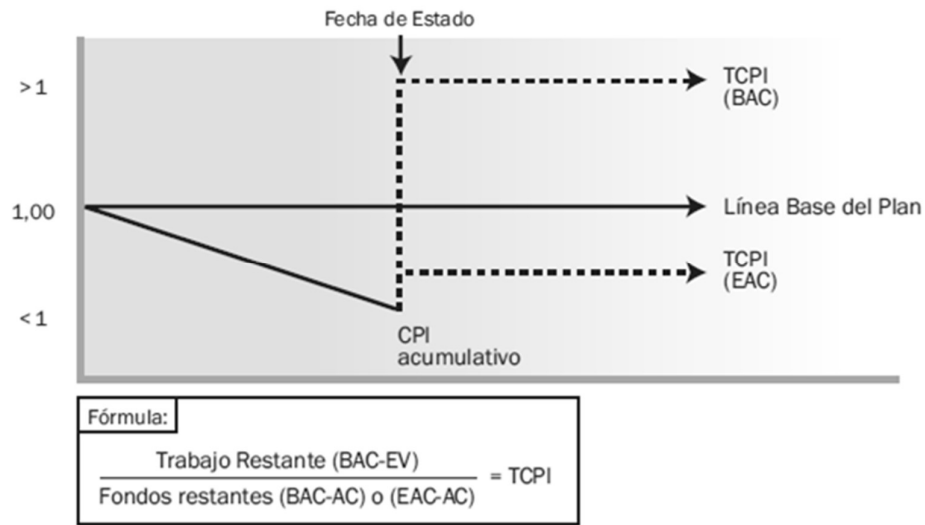 Fecha de Estado
> 1
TCPI
(BAC)
1,00
Línea Base del Plan
TCPI
(EAC)
< 1
CPI
acumulativo
Fórmula:
Trabajo Restante (BAC-EV)
Fondos restantes (BAC-AC) o (EAC-AC)
= TCPI